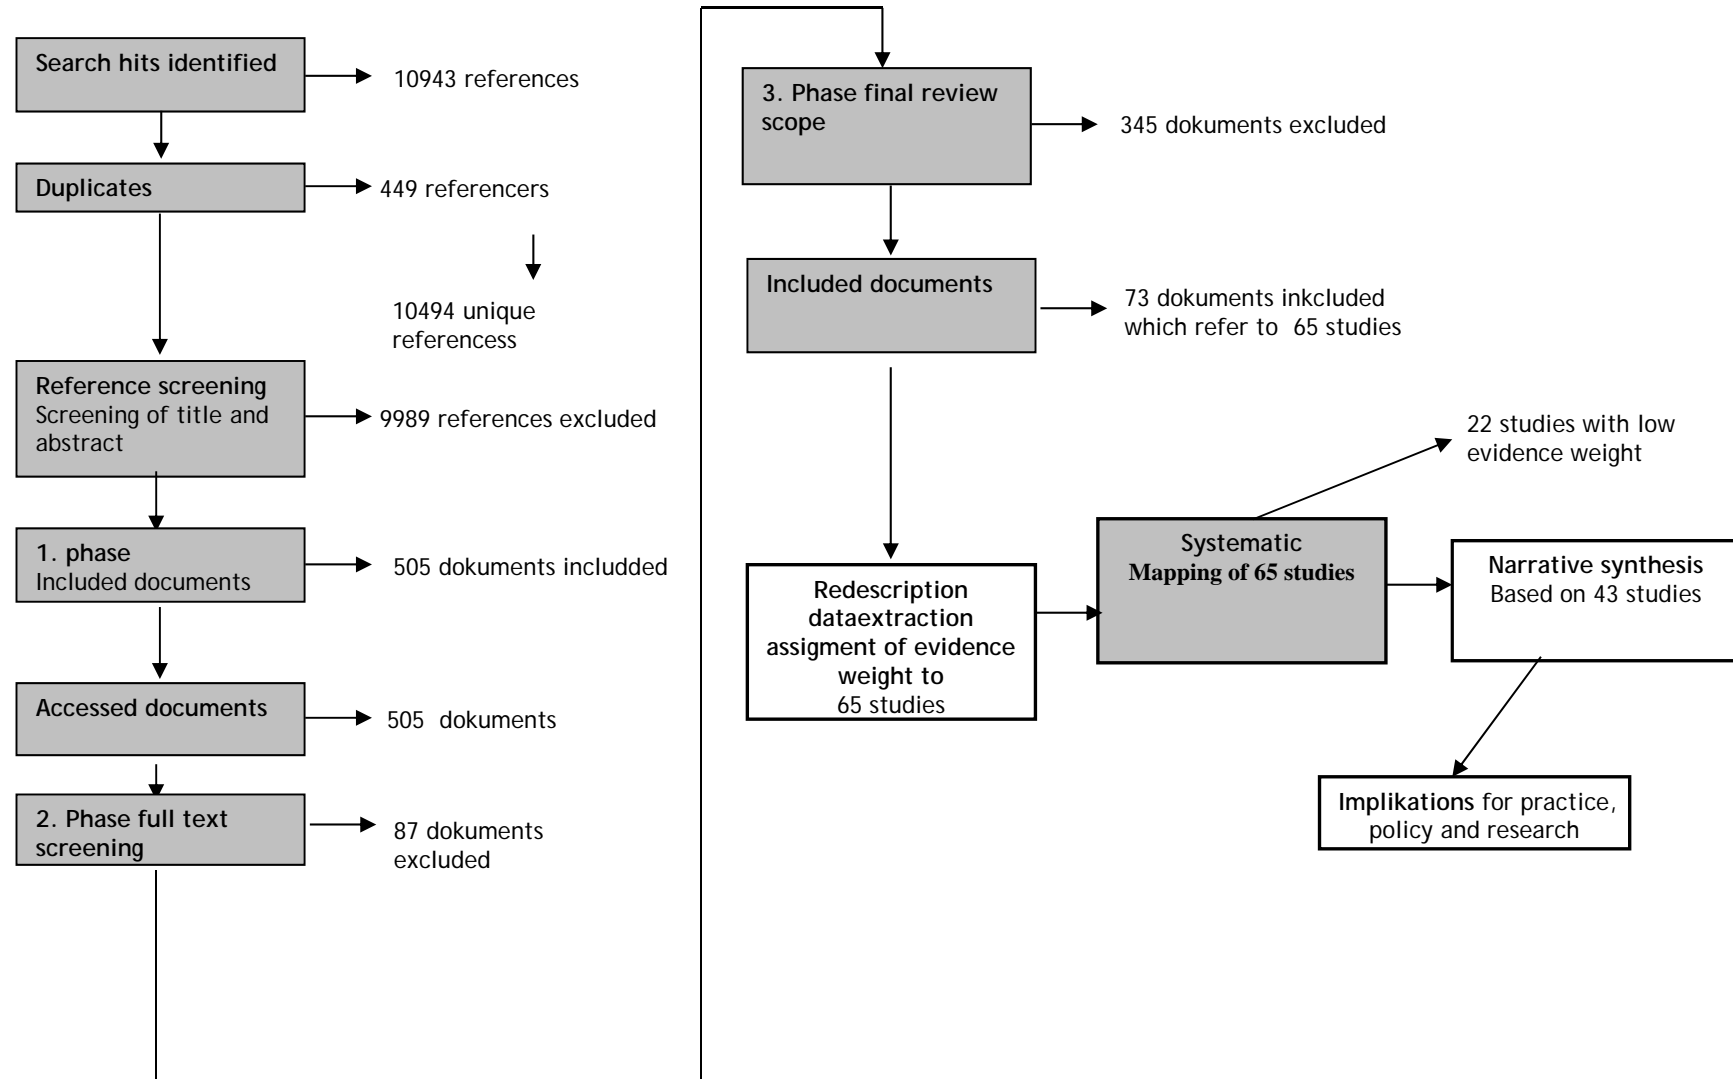 Search hits identified
10943 references
Duplicates
449 referencers
10494 unique
referencess
Reference screening
Screening of title and
abstract
9989 references excluded
1. phase
Included documents
505 dokuments includded
Accessed documents
505 dokuments
2. Phase full text
screening
87 dokuments
excluded
3. Phase final review
scope
345 dokuments excluded
Included documents
73 dokuments inkcluded
which refer to 65 studies
Redescription
dataextraction
assigment of evidence
weight to
65 studies
Systematic
Mapping of 65 studies
22 studies with low
evidence weight
Narrative synthesis
Based on 43 studies
Implikations for practice,
policy and research